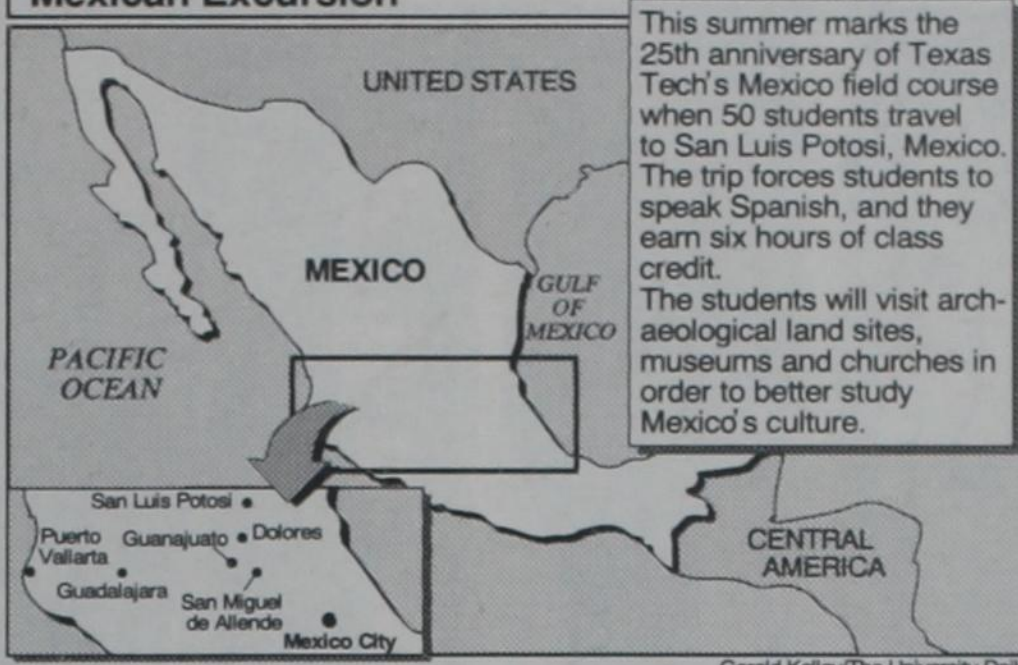 Mexican Excursion
This summer marks the
25th anniversary of Texas
Tech's Mexico field course
when 50 students travel
to San Luis Potosi, Mexico.
The trip forces students to
speak Spanish, and they
earn six hours of class
credit.
The students will visit arch-
aeological land sites,
museums and churches in
order to better study
Mexico's culture.
UNITED STATES
MEXICO
GULF
OF
MEXICO
PACIFIC
OCEAN
CENTRAL
AMERICA
San Luis Potosi
Puerto
Vallarta
Guanajuato
Dolores
Guadalajara
San Miguel
de Allende
Mexico City